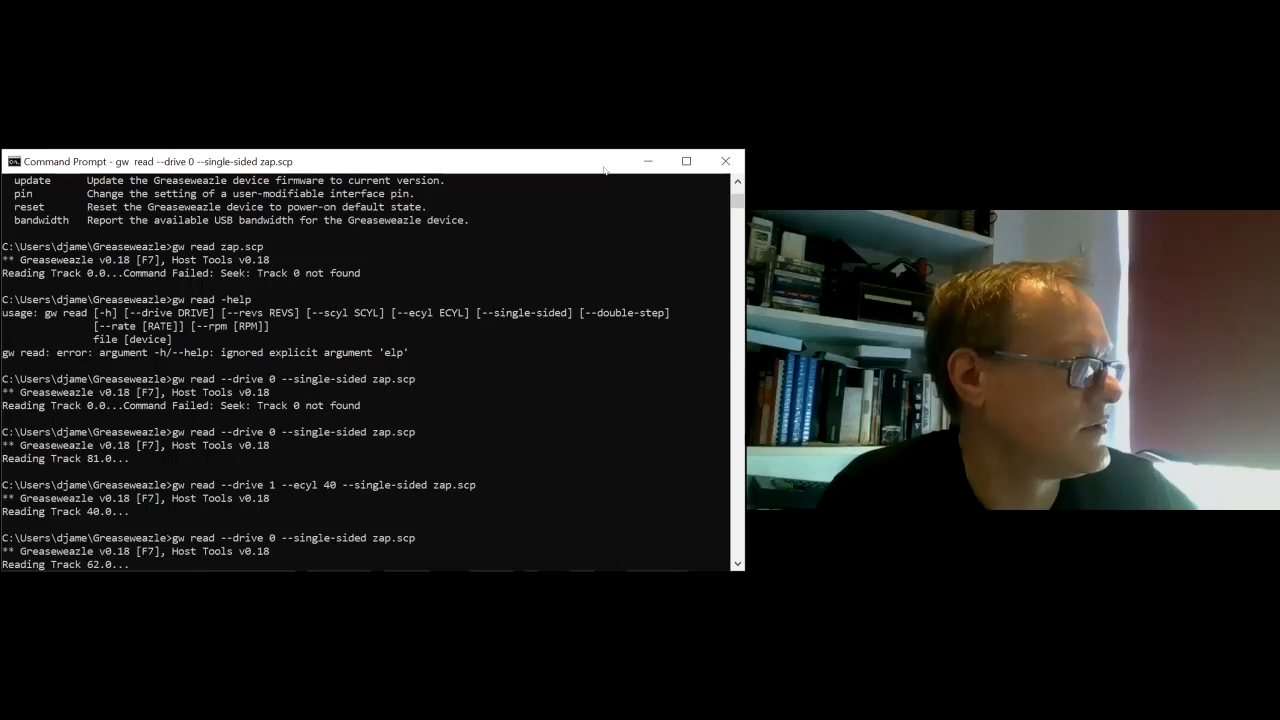 Command Prompt - gw  read --drive 0 --single-sided zap.scp
update     Update the Greaseweazle device firmware to current version.
pin        Change the setting of a user-modifiable interface pin.
reset      Reset the Greaseweazle device to power-on default state.
bandwidth  Report the available USB bandwidth for the Greaseweazle device.
C:\Users\djame\Greaseweazle>gw read zap.scp
** Greaseweazle v0.18 [F7], Host Tools v0.18
Reading Track 0.0...Command Failed: Seek: Track 0 not found
C:\Users\djame\Greaseweazle>gw read -help
usage: gw read [-h] [--drive DRIVE] [--revs REVS] [--scyl SCYL] [--ecyl ECYL] [--single-sided] [--double-step]
[--rate [RATE]] [--rpm [RPM]]
file [device]
gw read: error: argument -h/--help: ignored explicit argument 'elp'
C:\Users\djame\Greaseweazle>gw read --drive 0 --single-sided zap.scp
** Greaseweazle v0.18 [F7], Host Tools v0.18
Reading Track 0.0...Command Failed: Seek: Track 0 not found
C:\Users\djame\Greaseweazle>gw read --drive 0 --single-sided zap.scp
** Greaseweazle v0.18 [F7], Host Tools v0.18
Reading Track 81.0...
C:\Users\djame\Greaseweazle>gw read --drive 1 --ecyl 40 --single-sided zap.scp
** Greaseweazle v0.18 [F7], Host Tools v0.18
Reading Track 40.0...
C:\Users\djame\Greaseweazle>gw read --drive 0 --single-sided zap.scp
** Greaseweazle v0.18 [F7], Host Tools v0.18
Reading Track 62.0...